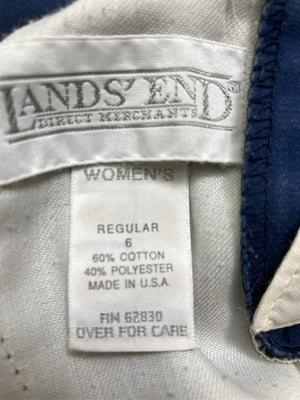 LANDS' END
DIRECT MERCHANTS
WOMEN'S
REGULAR
6
60% COTTON
40% POLYESTER
MADE IN U.S.A.
RN 62830
OVER FOR CARE